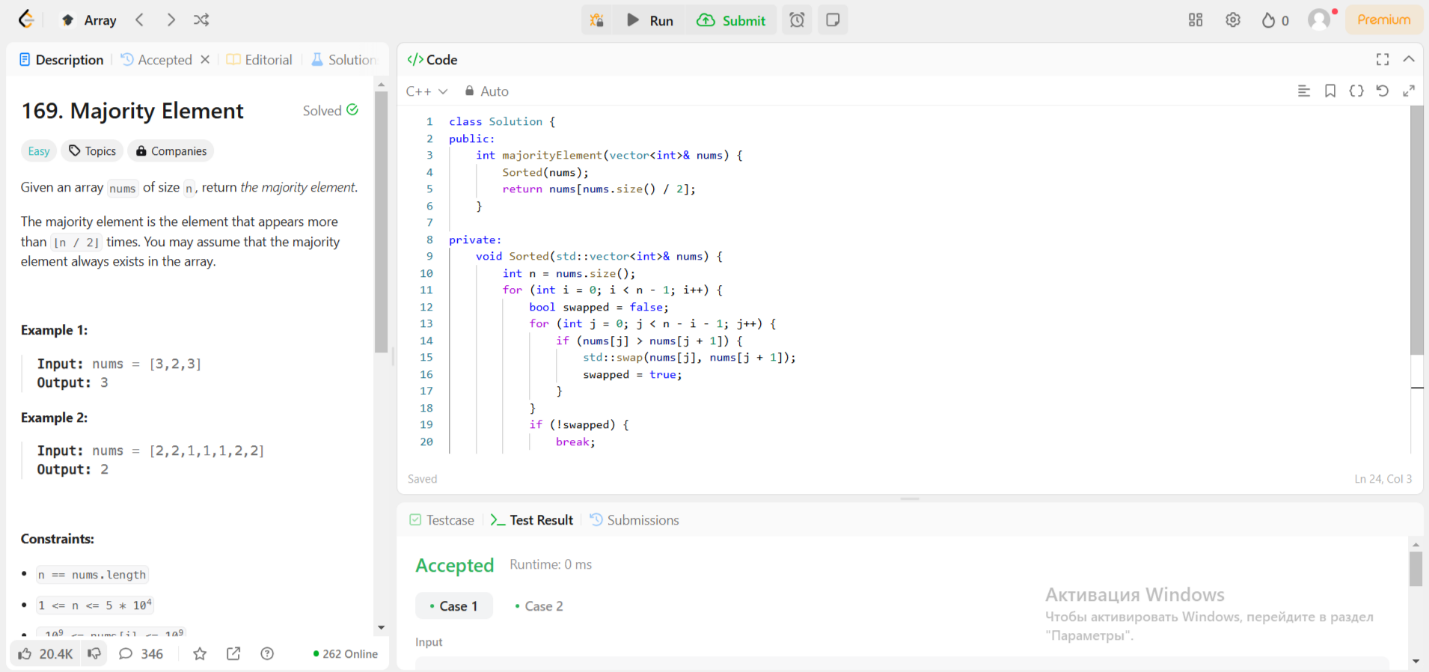 Array
Run
Submit
0
Premium
Description
Accepted
Editorial
Solution
169. Majority Element
Solved
Easy
Topics
Companies
Given an array nums of size n, return the majority element.
The majority element is the element that appears more
than ⌊n / 2⌋ times. You may assume that the majority
element always exists in the array.
Example 1:
Input: nums = [3,2,3]
Output: 3
Example 2:
Input: nums = [2,2,1,1,1,2,2]
Output: 2
Constraints:
n == nums.length
1 <= n <= 5 * 10⁴
-10⁹ <= nums[i] <= 10⁹
20.4K
346
262 Online
</> Code
C++
Auto
1 class Solution {
2 public:
3 int majorityElement(vector<int>& nums) {
4 Sorted(nums);
5 return nums[nums.size() / 2];
6 }
7
8 private:
9 void Sorted(std::vector<int>& nums) {
10 int n = nums.size();
11 for (int i = 0; i < n - 1; i++) {
12 bool swapped = false;
13 for (int j = 0; j < n - i - 1; j++) {
14 if (nums[j] > nums[j + 1]) {
15 std::swap(nums[j], nums[j + 1]);
16 swapped = true;
17 }
18 }
19 if (!swapped) {
20 break;
Saved
Ln 24, Col 3
Testcase
Test Result
Submissions
Accepted
Runtime: 0 ms
• Case 1
• Case 2
Input
Активация Windows
Чтобы активировать Windows, перейдите в раздел
"Параметры".